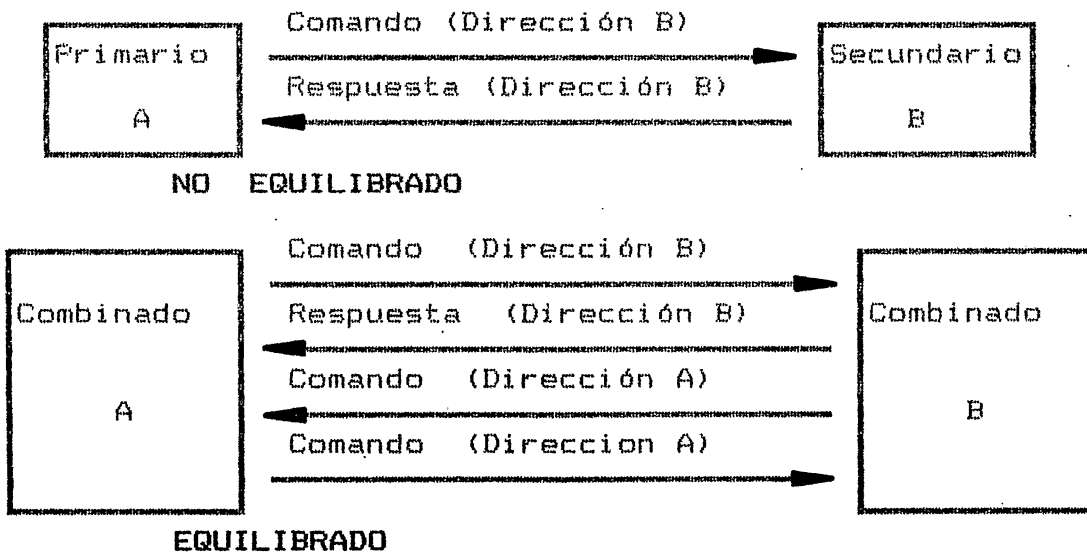 Comando (Dirección B)
Primario
Secundario
Respuesta (Dirección B)
A
B
NO EQUILIBRADO
Comando (Dirección B)
Combinado
Respuesta (Dirección B)
Combinado
Comando (Dirección A)
A
B
Comando (Direccion A)
EQUILIBRADO